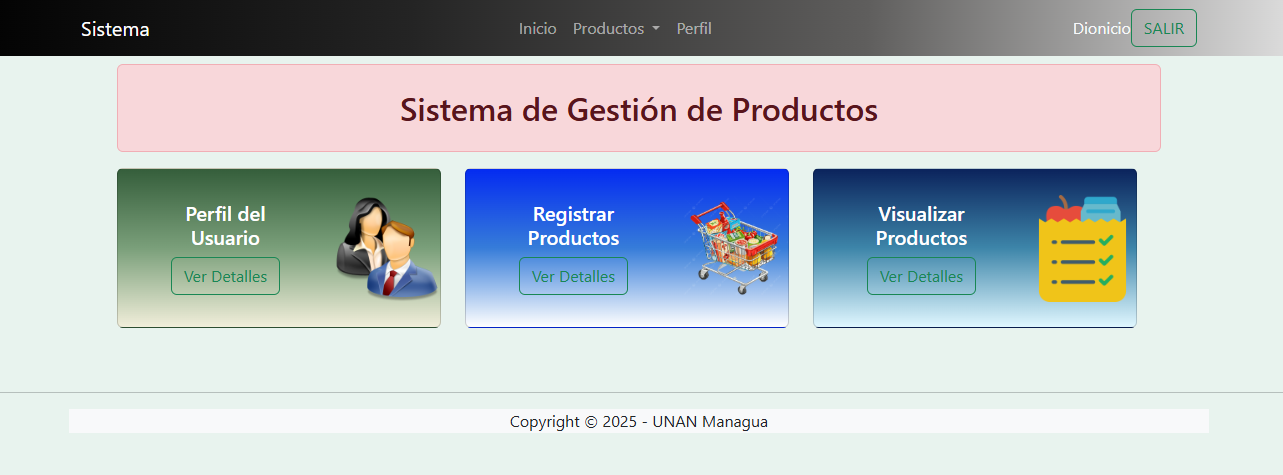 Sistema Inicio Productos Perfil Dionicio SALIR
Sistema de Gestión de Productos
Perfil del
Usuario
Ver Detalles
Registrar
Productos
Ver Detalles
Visualizar
Productos
Ver Detalles
Copyright © 2025 - UNAN Managua